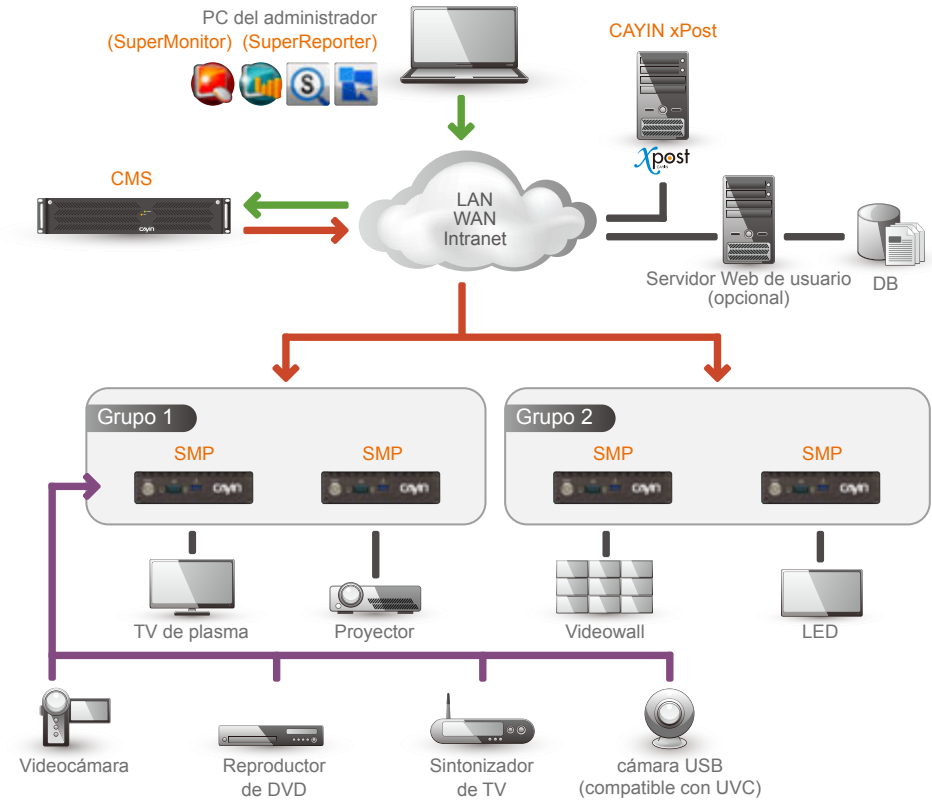 PC del administrador
(SuperMonitor) (SuperReporter)
S
CAYIN xPost
Xpost
CAYIN
CMS
CAYIN
LAN
WAN
Intranet
Servidor Web de usuario
(opcional)
DB
Grupo 1
SMP
SMP
CAYIN
CAYIN
Grupo 2
SMP
SMP
CAYIN
CAYIN
TV de plasma
Proyector
Videowall
LED
Videocámara
Reproductor
de DVD
Sintonizador
de TV
cámara USB
(compatible con UVC)